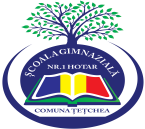 ȘCOALA GIMNAZIALĂ
NR.1 HOTAR
COMUNA ȚEȚCHEA